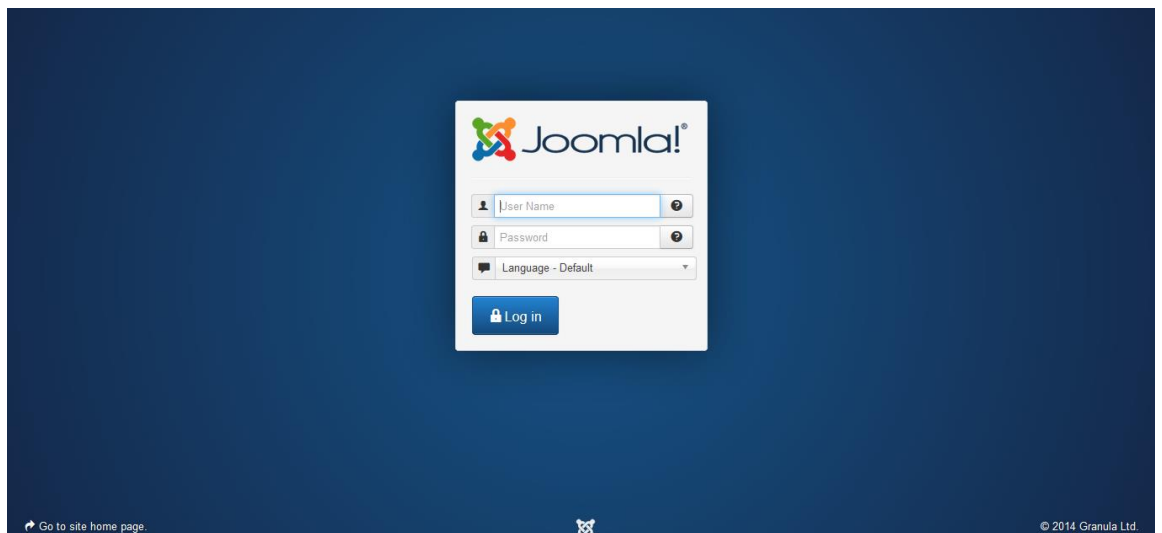 Joomla!®
User Name
Password
Language - Default
Log in
Go to site home page.
© 2014 Granula Ltd.